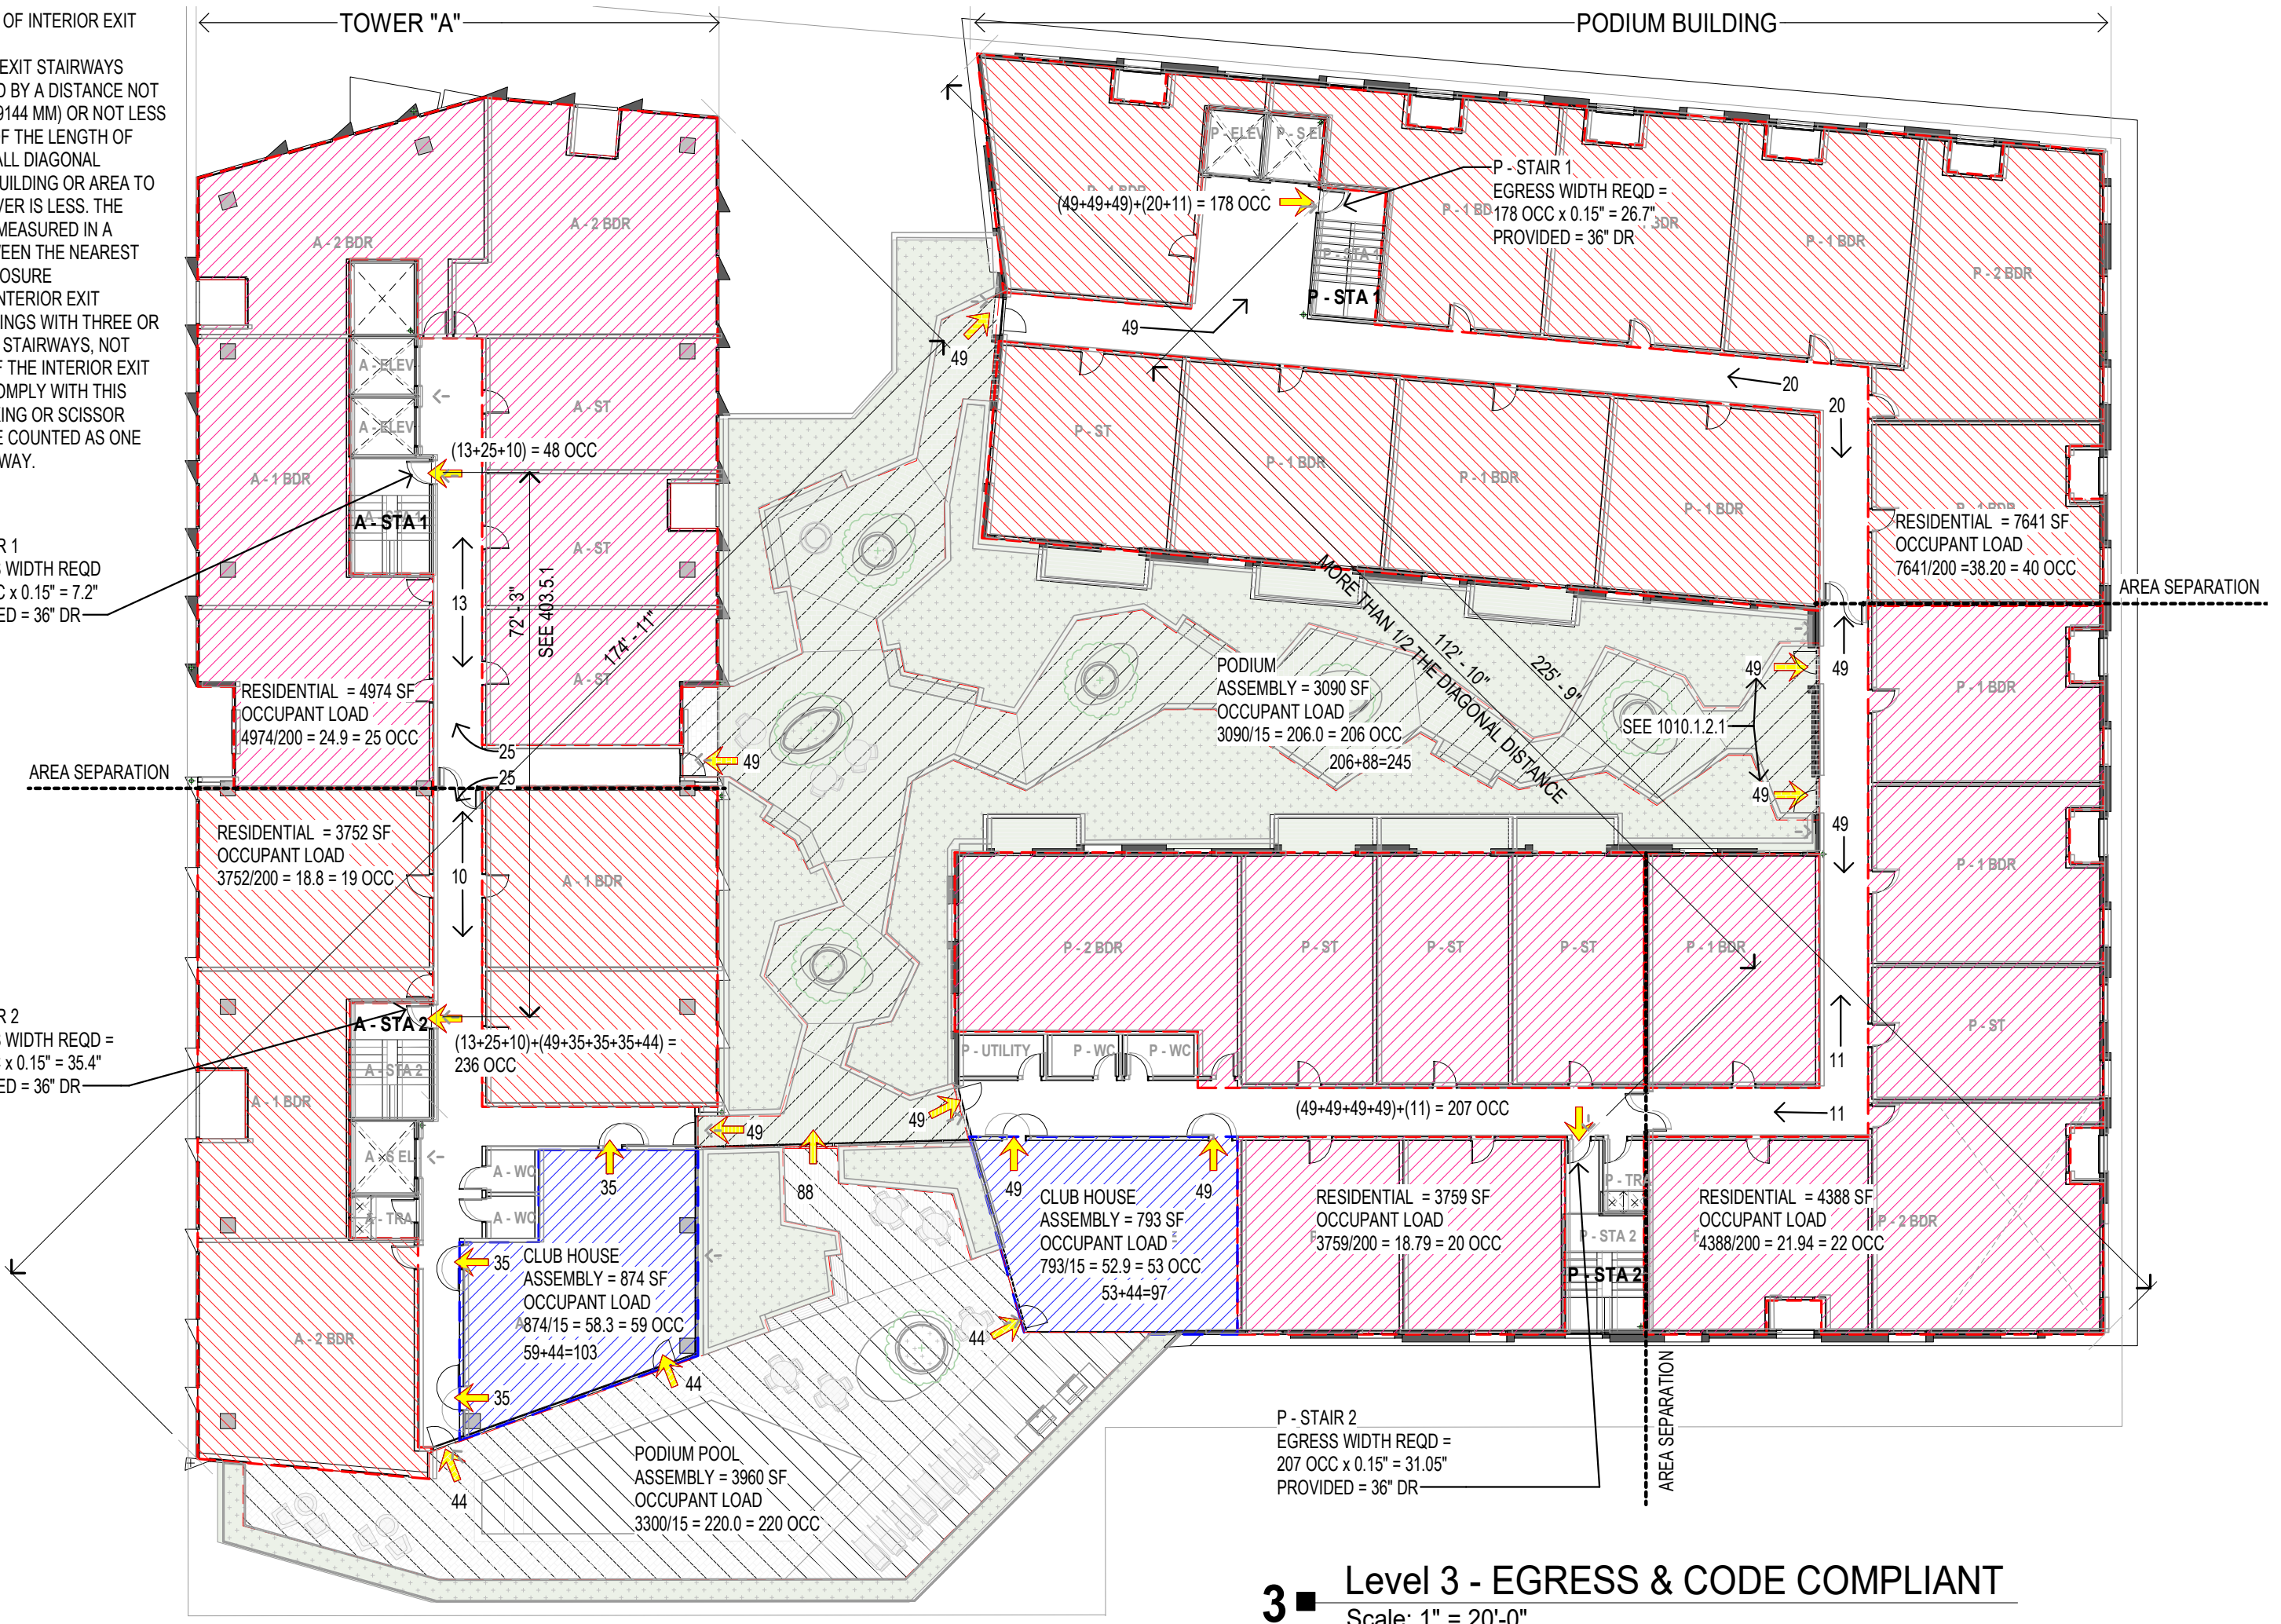 TOWER "A"
PODIUM BUILDING
OF INTERIOR EXIT
EXIT STAIRWAYS
BY A DISTANCE NOT
9144 MM) OR NOT LESS
OF THE LENGTH OF
ALL DIAGONAL
BUILDING OR AREA TO
VER IS LESS. THE
MEASURED IN A
WEEN THE NEAREST
OSURE
INTERIOR EXIT
INGS WITH THREE OR
STAIRWAYS, NOT
F THE INTERIOR EXIT
OMPLY WITH THIS
KING OR SCISSOR
E COUNTED AS ONE
WAY.
R 1
WIDTH REQD
C x 0.15" = 7.2"
ED = 36" DR
AREA SEPARATION
R 2
WIDTH REQD =
x 0.15" = 35.4"
ED = 36" DR
A - 2 BDR
A - 2 BDR
A - ELEV
A - ELEV
A - ST
(13+25+10) = 48 OCC
A - 1 BDR
A - STA 1
A - ST
13
72' - 3"
SEE 403.5.1
174' - 11"
A - ST
RESIDENTIAL = 4974 SF
OCCUPANT LOAD
4974/200 = 24.9 = 25 OCC
25
25
49
RESIDENTIAL = 3752 SF
OCCUPANT LOAD
3752/200 = 18.8 = 19 OCC
10
A - 1 BDR
A - STA 2
A - STA 2
(13+25+10)+(49+35+35+35+44) =
236 OCC
A - 1 BDR
A - S EL
A - WC
A - WC
A - TRA
A - 2 BDR
35
49
88
35
35
CLUB HOUSE
ASSEMBLY = 874 SF
OCCUPANT LOAD
874/15 = 58.3 = 59 OCC
59+44=103
44
44
PODIUM POOL
ASSEMBLY = 3960 SF
OCCUPANT LOAD
3300/15 = 220.0 = 220 OCC
P - ELEV
P - S EL
P - 1 BDR
(49+49+49)+(20+11) = 178 OCC
P - STAIR 1
EGRESS WIDTH REQD =
178 OCC x 0.15" = 26.7"
PROVIDED = 36" DR
P - 1 BDR
P - 1 BDR
P - 2 BDR
P - STA 1
P - STA 1
49
49
20
20
P - ST
P - 1 BDR
P - 1 BDR
P - 1 BDR
P - 1 BDR
RESIDENTIAL = 7641 SF
OCCUPANT LOAD
7641/200 =38.20 = 40 OCC
AREA SEPARATION
MORE THAN 1/2 THE DIAGONAL DISTANCE
112' - 10"
225' - 9"
PODIUM
ASSEMBLY = 3090 SF
OCCUPANT LOAD
3090/15 = 206.0 = 206 OCC
206+88=245
49
49
SEE 1010.1.2.1
49
49
P - 1 BDR
P - 1 BDR
P - 2 BDR
P - ST
P - ST
P - ST
P - 1 BDR
P - ST
P - UTILITY
P - WC
P - WC
11
11
49
(49+49+49+49)+(11) = 207 OCC
49
49
CLUB HOUSE
ASSEMBLY = 793 SF
OCCUPANT LOAD
793/15 = 52.9 = 53 OCC
53+44=97
44
RESIDENTIAL = 3759 SF
OCCUPANT LOAD
3759/200 = 18.79 = 20 OCC
P - TRA
P - STA 2
P - STA 2
RESIDENTIAL = 4388 SF
OCCUPANT LOAD
4388/200 = 21.94 = 22 OCC
P - 2 BDR
P - STAIR 2
EGRESS WIDTH REQD =
207 OCC x 0.15" = 31.05"
PROVIDED = 36" DR
AREA SEPARATION
3 Level 3 - EGRESS & CODE COMPLIANT
Scale: 1" = 20'-0"